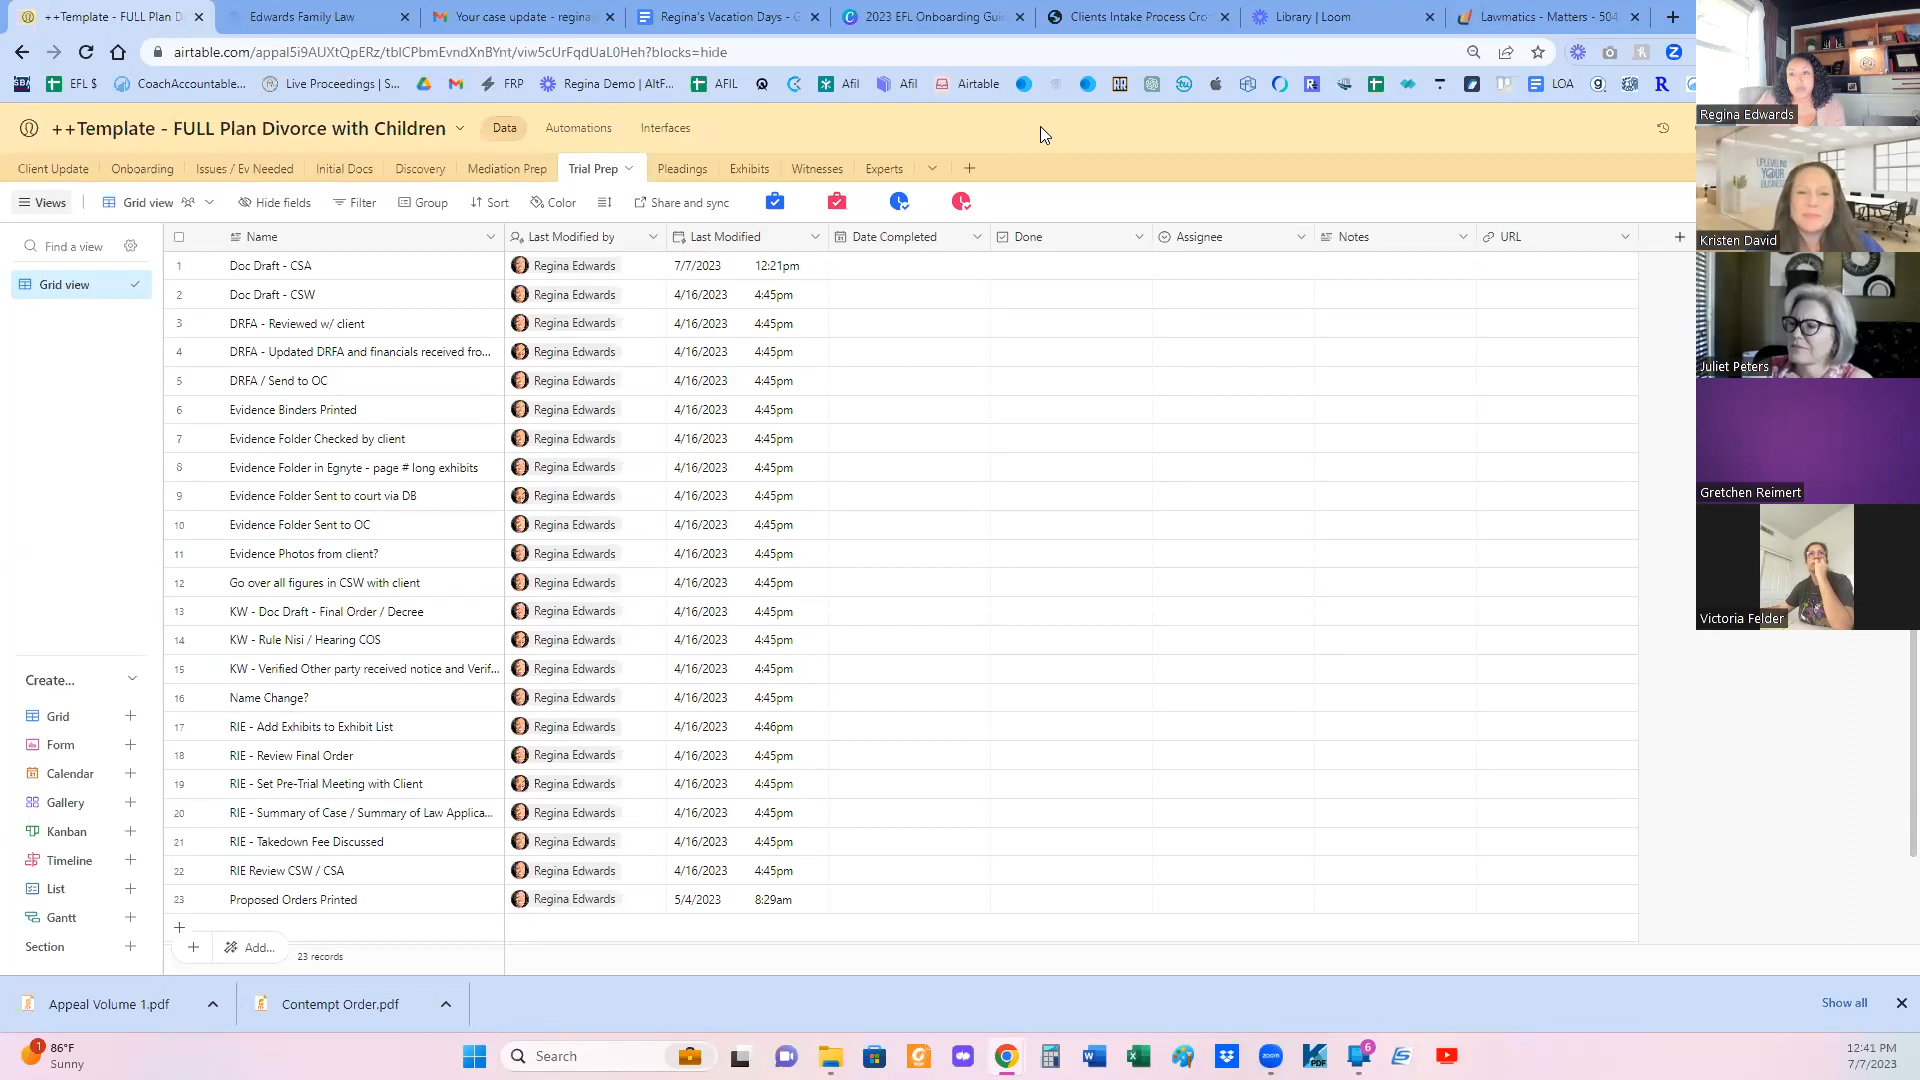 ++Template - FULL Plan D
Edwards Family Law
Your case update - regina
Regina's Vacation Days - G
2023 EFL Onboarding Gui
Clients Intake Process Cro
Library | Loom
Lawmatics - Matters - 504
airtable.com/appal5i9AUXtQpERz/tblCPbmEvndXnBYnt/viw5cUrFqdUaL0Heh?blocks=hide
EFL $
CoachAccountable...
Live Proceedings | S...
FRP
Regina Demo | AltF...
AFIL
Afil
Afil
Airtable
LOA
++Template - FULL Plan Divorce with Children
Data
Automations
Interfaces
Client Update
Onboarding
Issues / Ev Needed
Initial Docs
Discovery
Mediation Prep
Trial Prep
Pleadings
Exhibits
Witnesses
Experts
Views
Grid view
Hide fields
Filter
Group
Sort
Color
Share and sync
Find a view
Grid view
Name
Last Modified by
Last Modified
Date Completed
Done
Assignee
Notes
URL
1 Doc Draft - CSA Regina Edwards 7/7/2023 12:21pm
2 Doc Draft - CSW Regina Edwards 4/16/2023 4:45pm
3 DRFA - Reviewed w/ client Regina Edwards 4/16/2023 4:45pm
4 DRFA - Updated DRFA and financials received fro... Regina Edwards 4/16/2023 4:45pm
5 DRFA / Send to OC Regina Edwards 4/16/2023 4:45pm
6 Evidence Binders Printed Regina Edwards 4/16/2023 4:45pm
7 Evidence Folder Checked by client Regina Edwards 4/16/2023 4:45pm
8 Evidence Folder in Egnyte - page # long exhibits Regina Edwards 4/16/2023 4:45pm
9 Evidence Folder Sent to court via DB Regina Edwards 4/16/2023 4:45pm
10 Evidence Folder Sent to OC Regina Edwards 4/16/2023 4:45pm
11 Evidence Photos from client? Regina Edwards 4/16/2023 4:45pm
12 Go over all figures in CSW with client Regina Edwards 4/16/2023 4:45pm
13 KW - Doc Draft - Final Order / Decree Regina Edwards 4/16/2023 4:45pm
14 KW - Rule Nisi / Hearing COS Regina Edwards 4/16/2023 4:45pm
15 KW - Verified Other party received notice and Verif... Regina Edwards 4/16/2023 4:45pm
16 Name Change? Regina Edwards 4/16/2023 4:45pm
17 RIE - Add Exhibits to Exhibit List Regina Edwards 4/16/2023 4:46pm
18 RIE - Review Final Order Regina Edwards 4/16/2023 4:45pm
19 RIE - Set Pre-Trial Meeting with Client Regina Edwards 4/16/2023 4:45pm
20 RIE - Summary of Case / Summary of Law Applica... Regina Edwards 4/16/2023 4:45pm
21 RIE - Takedown Fee Discussed Regina Edwards 4/16/2023 4:45pm
22 RIE Review CSW / CSA Regina Edwards 4/16/2023 4:45pm
23 Proposed Orders Printed Regina Edwards 5/4/2023 8:29am
Add...
23 records
Create...
Grid
Form
Calendar
Gallery
Kanban
Timeline
List
Gantt
Section
Regina Edwards
UPLEVELING
YOUR
BUSINESS
Kristen David
Juliet Peters
Gretchen Reimert
Victoria Felder
Appeal Volume 1.pdf
Contempt Order.pdf
Show all
1
86°F
Sunny
Search
zoom
PDF
6
12:41 PM
7/7/2023